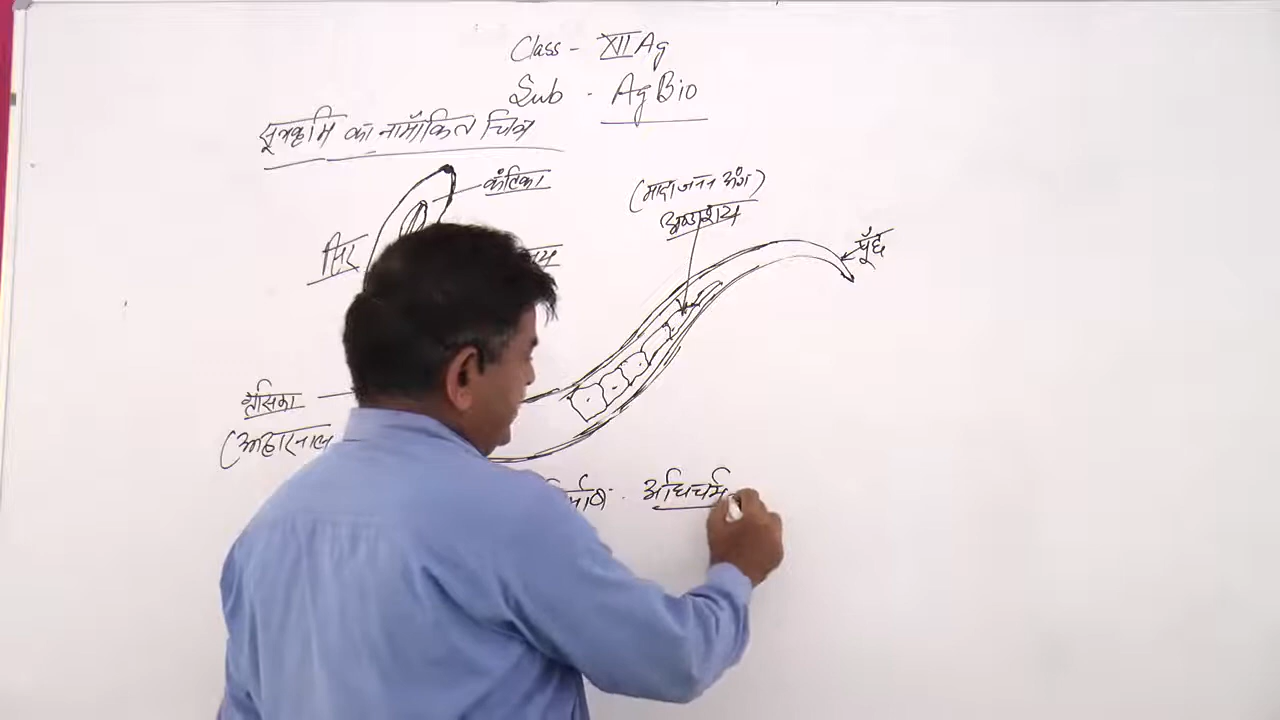 Class - XII Ag
Sub - Ag Bio
सूत्रकृमि का नामाँकित चित्र
कंटिका
(मादा जनन अंग)
अण्डाशय
सिर
पूँछ
ग्रसिका
(आहारनाल
अधिचर्म